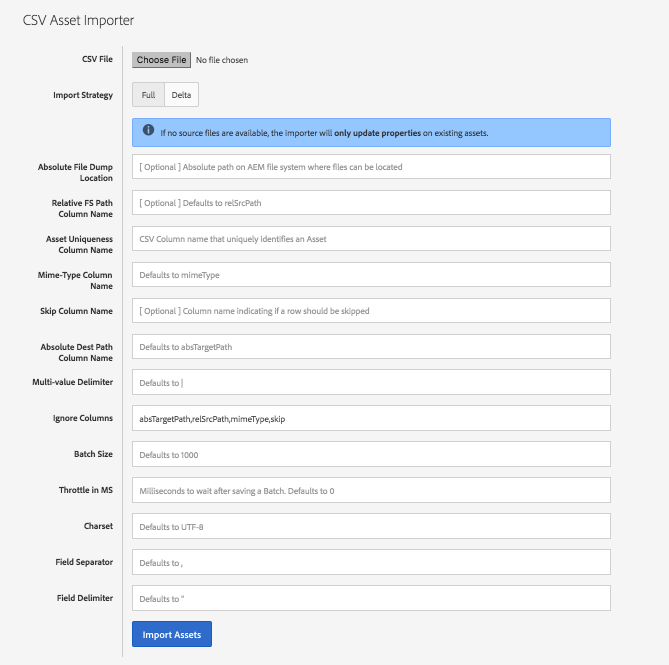 CSV Asset Importer
CSV File
Choose File No file chosen
Import Strategy
Full Delta
If no source files are available, the importer will only update properties on existing assets.
Absolute File Dump
Location
[ Optional ] Absolute path on AEM file system where files can be located
Relative FS Path
Column Name
[ Optional ] Defaults to relSrcPath
Asset Uniqueness
Column Name
CSV Column name that uniquely identifies an Asset
Mime-Type Column
Name
Defaults to mimeType
Skip Column Name
[ Optional ] Column name indicating if a row should be skipped
Absolute Dest Path
Column Name
Defaults to absTargetPath
Multi-value Delimiter
Defaults to |
Ignore Columns
absTargetPath,relSrcPath,mimeType,skip
Batch Size
Defaults to 1000
Throttle in MS
Milliseconds to wait after saving a Batch. Defaults to 0
Charset
Defaults to UTF-8
Field Separator
Defaults to ,
Field Delimiter
Defaults to "
Import Assets